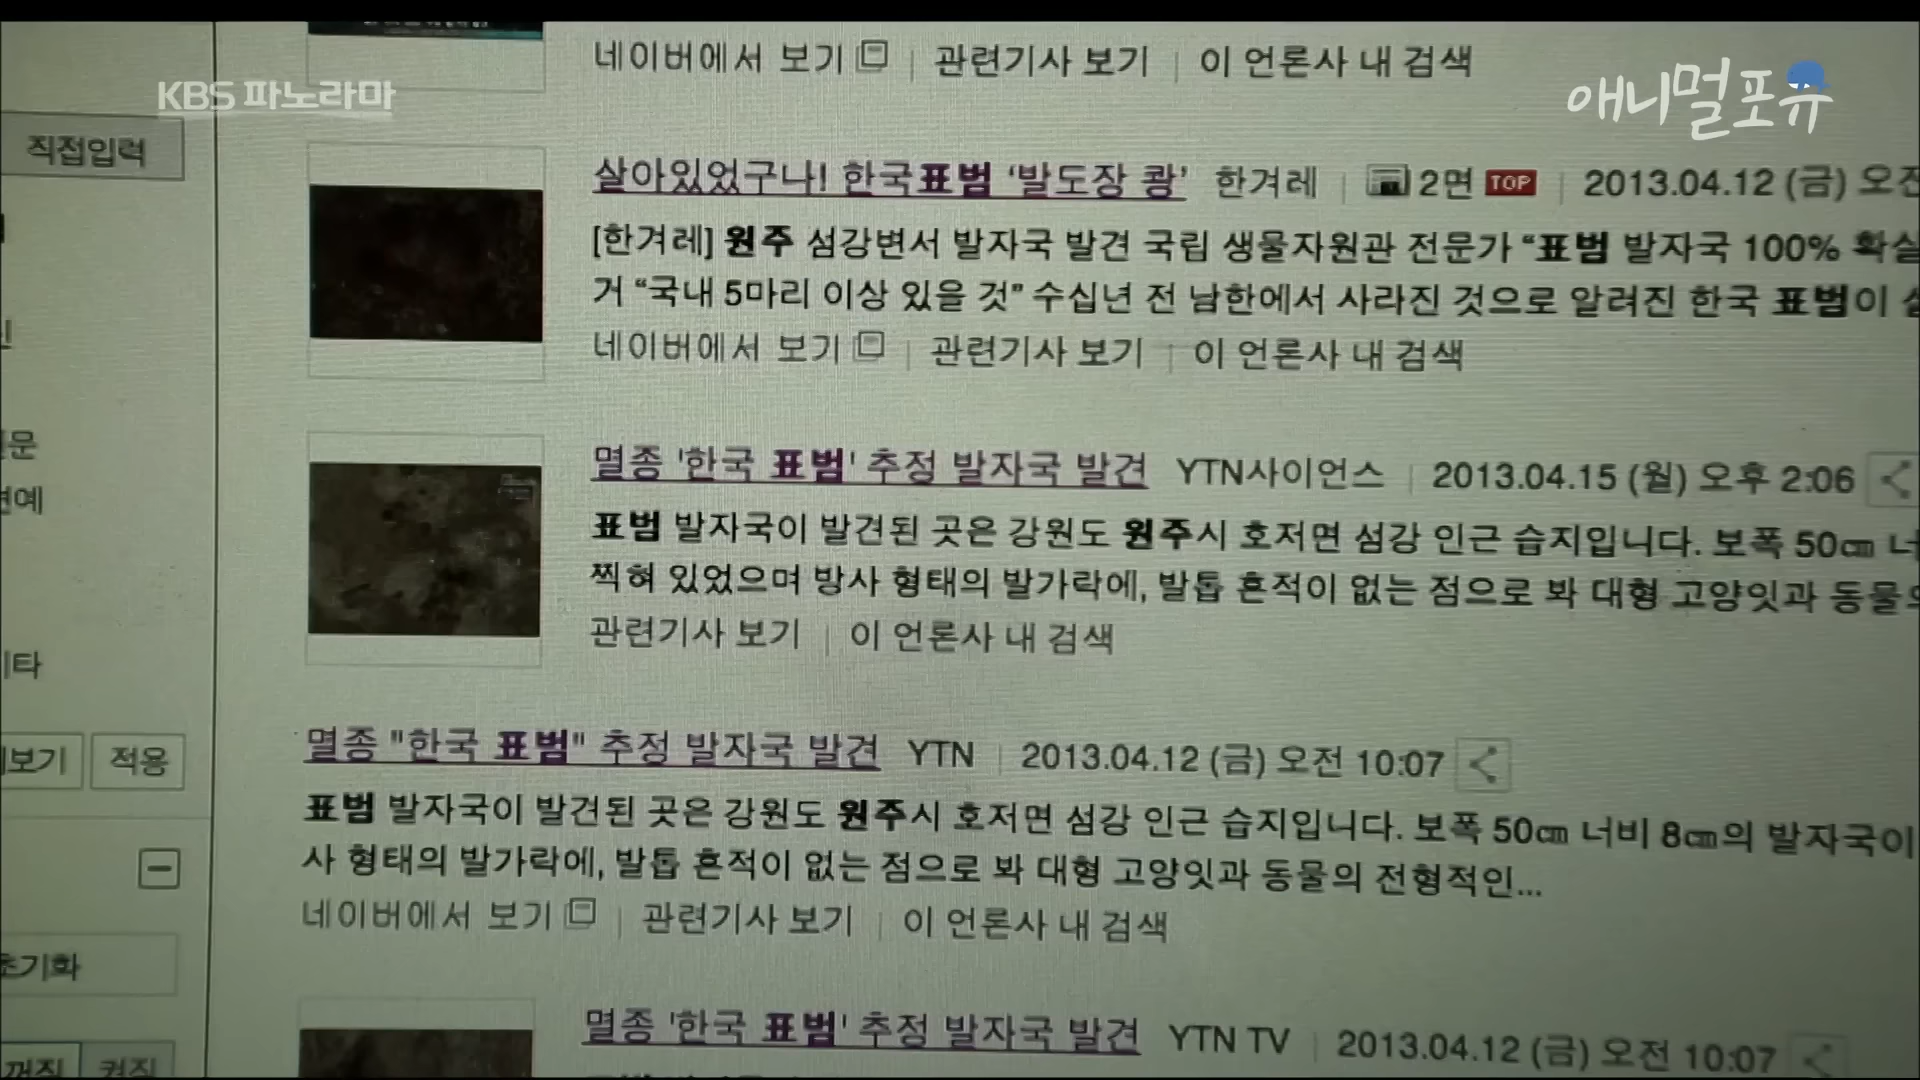 네이버에서 보기 | 관련기사 보기 | 이 언론사 내 검색
KBS 파노라마
애니멀포유
직접입력
살아있었구나! 한국표범 ‘발도장 쾅’ 한겨레 | 2면 TOP | 2013.04.12 (금) 오전
[한겨레] 원주 섬강변서 발자국 발견 국립 생물자원관 전문가 “표범 발자국 100% 확실
거 “국내 5마리 이상 있을 것” 수십년 전 남한에서 사라진 것으로 알려진 한국 표범이
네이버에서 보기 | 관련기사 보기 | 이 언론사 내 검색
멸종 '한국 표범' 추정 발자국 발견 YTN사이언스 | 2013.04.15 (월) 오후 2:06
표범 발자국이 발견된 곳은 강원도 원주시 호저면 섬강 인근 습지입니다. 보폭 50㎝
찍혀 있었으며 방사 형태의 발가락에, 발톱 흔적이 없는 점으로 봐 대형 고양잇과 동물의
관련기사 보기 | 이 언론사 내 검색
보기 적용
멸종 "한국 표범" 추정 발자국 발견 YTN | 2013.04.12 (금) 오전 10:07
표범 발자국이 발견된 곳은 강원도 원주시 호저면 섬강 인근 습지입니다. 보폭 50㎝ 너비 8㎝의 발자국이
사 형태의 발가락에, 발톱 흔적이 없는 점으로 봐 대형 고양잇과 동물의 전형적인...
네이버에서 보기 | 관련기사 보기 | 이 언론사 내 검색
초기화
멸종 '한국 표범' 추정 발자국 발견 YTN TV | 2013.04.12 (금) 오전 10:07
꺼짐 켜짐